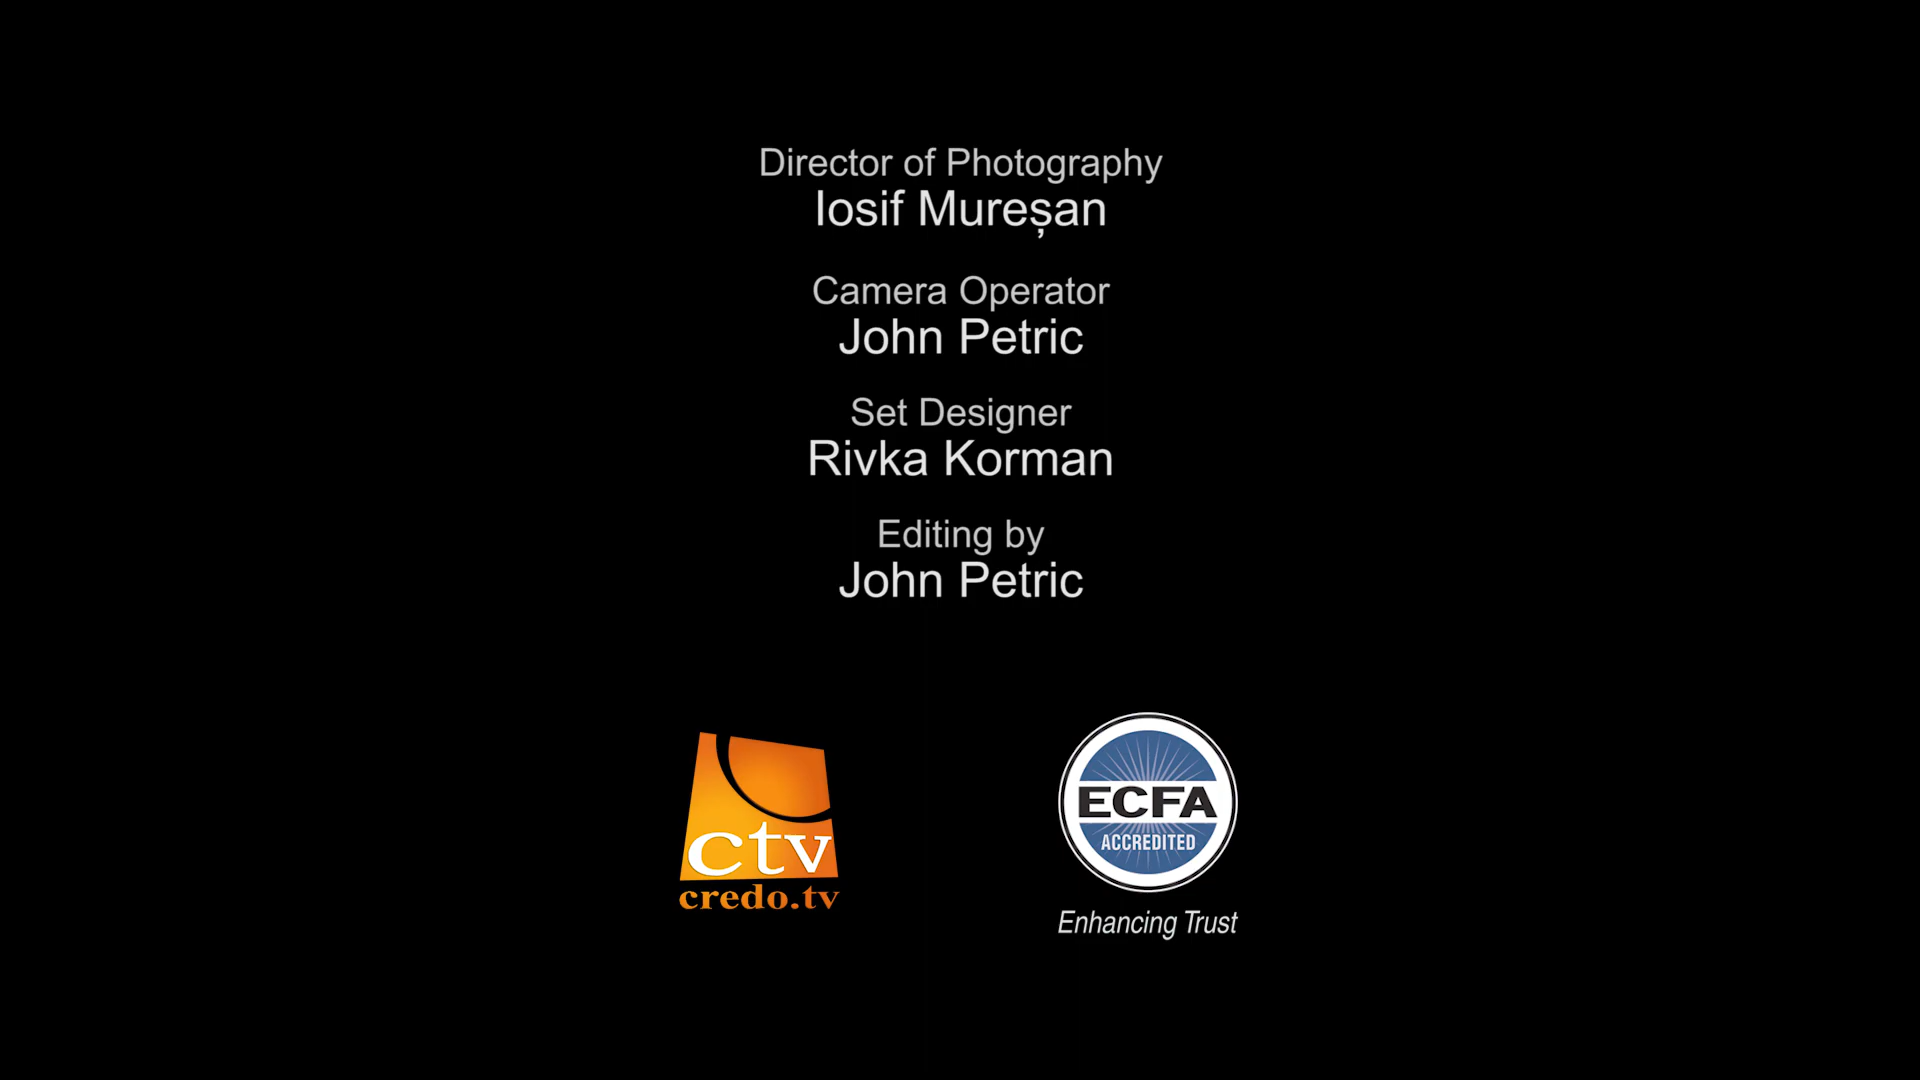 Director of Photography
Iosif Mureșan
Camera Operator
John Petric
Set Designer
Rivka Korman
Editing by
John Petric
ctv
credo.tv
ECFA
ACCREDITED
Enhancing Trust